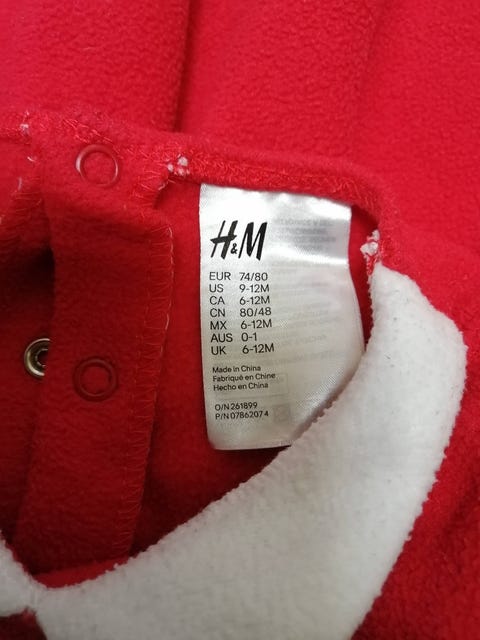 H&M
EUR 74/80
US 9-12M
CA 6-12M
CN 80/48
MX 6-12M
AUS 0-1
UK 6-12M
Made in China
Fabriqué en Chine
Hecho en China
O/N 261899
P/N 07862074